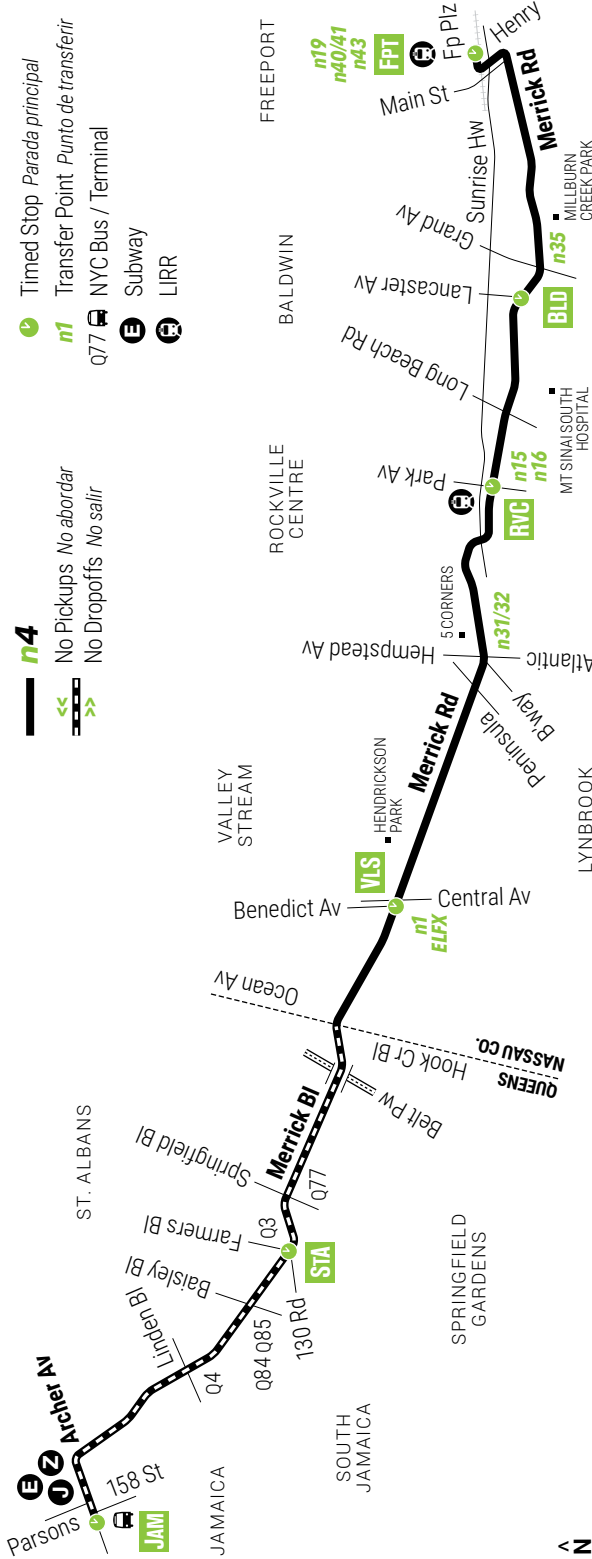 n4
<< No Pickups No abordar
>> No Dropoffs No salir
Timed Stop Parada principal
n1 Transfer Point Punto de transferir
Q77 NYC Bus / Terminal
E Subway
LIRR
ST. ALBANS
VALLEY
STREAM
ROCKVILLE
CENTRE
BALDWIN
FREEPORT
E
J Z
Archer Av
Parsons
158 St
JAM
JAMAICA
Linden Bl
Q4
Baisley Bl
Q84 Q85
Farmers Bl
130 Rd
Q3
STA
SOUTH
JAMAICA
Springfield Bl
Q77
Merrick Bl
SPRINGFIELD
GARDENS
Belt Pw
Ocean Av
Hook Cr Bl
QUEENS
NASSAU CO.
Benedict Av
Central Av
VLS
n1
ELFX
HENDRICKSON
PARK
Merrick Rd
Hempstead Av
Peninsula
B'way
Atlantic
LYNBROOK
5 CORNERS
n31/32
Park Av
RVC
n15
n16
Long Beach Rd
MT SINAI SOUTH
HOSPITAL
Lancaster Av
BLD
Grand Av
n35
MILLBURN
CREEK PARK
Sunrise Hw
Main St
Merrick Rd
Henry
Fp Plz
FPT
n19
n40/41
n43
< N